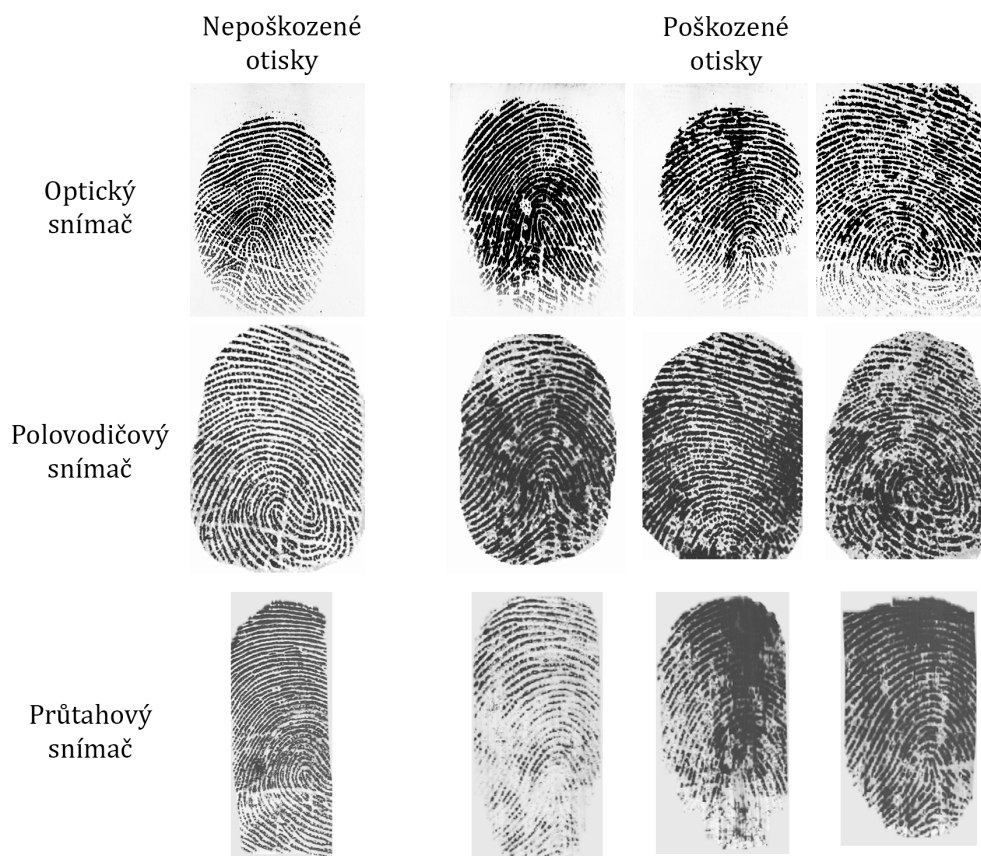 Nepoškozené
otisky
Poškozené
otisky
Optický
snímač
Polovodičový
snímač
Průtahový
snímač